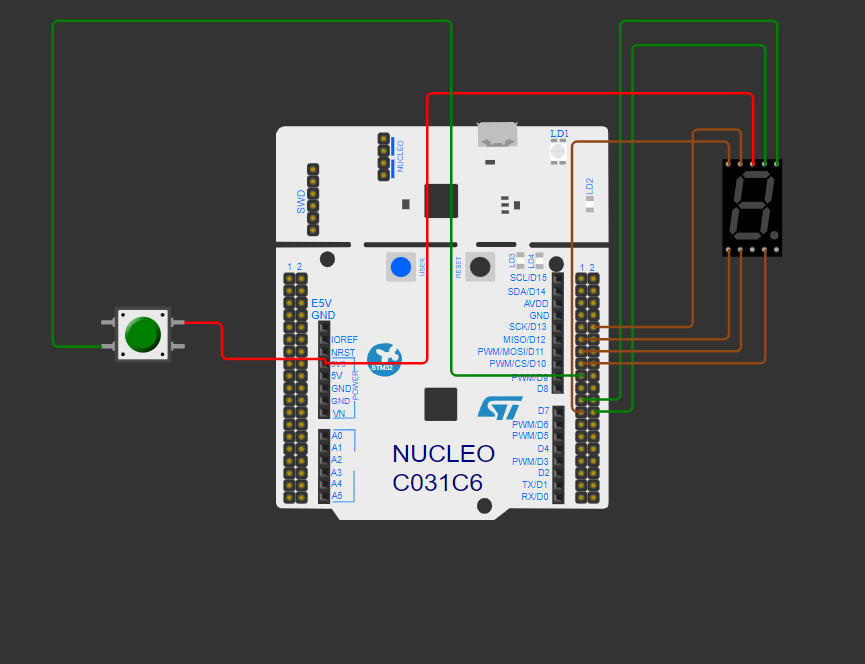 LD1
NUCLEO
SWD
LD2
USER
RESET
LD3
LD4
1 2
1 2
SCL/D15
SDA/D14
AVDD
GND
SCK/D13
MISO/D12
PWM/MOSI/D11
PWM/CS/D10
PWM/D9
D8
D7
PWM/D6
PWM/D5
D4
PWM/D3
D2
TX/D1
RX/D0
E5V
GND
IOREF
NRST
3V3
5V
GND
GND
VN
POWER
STM32
A0
A1
A2
A3
A4
A5
NUCLEO
C031C6